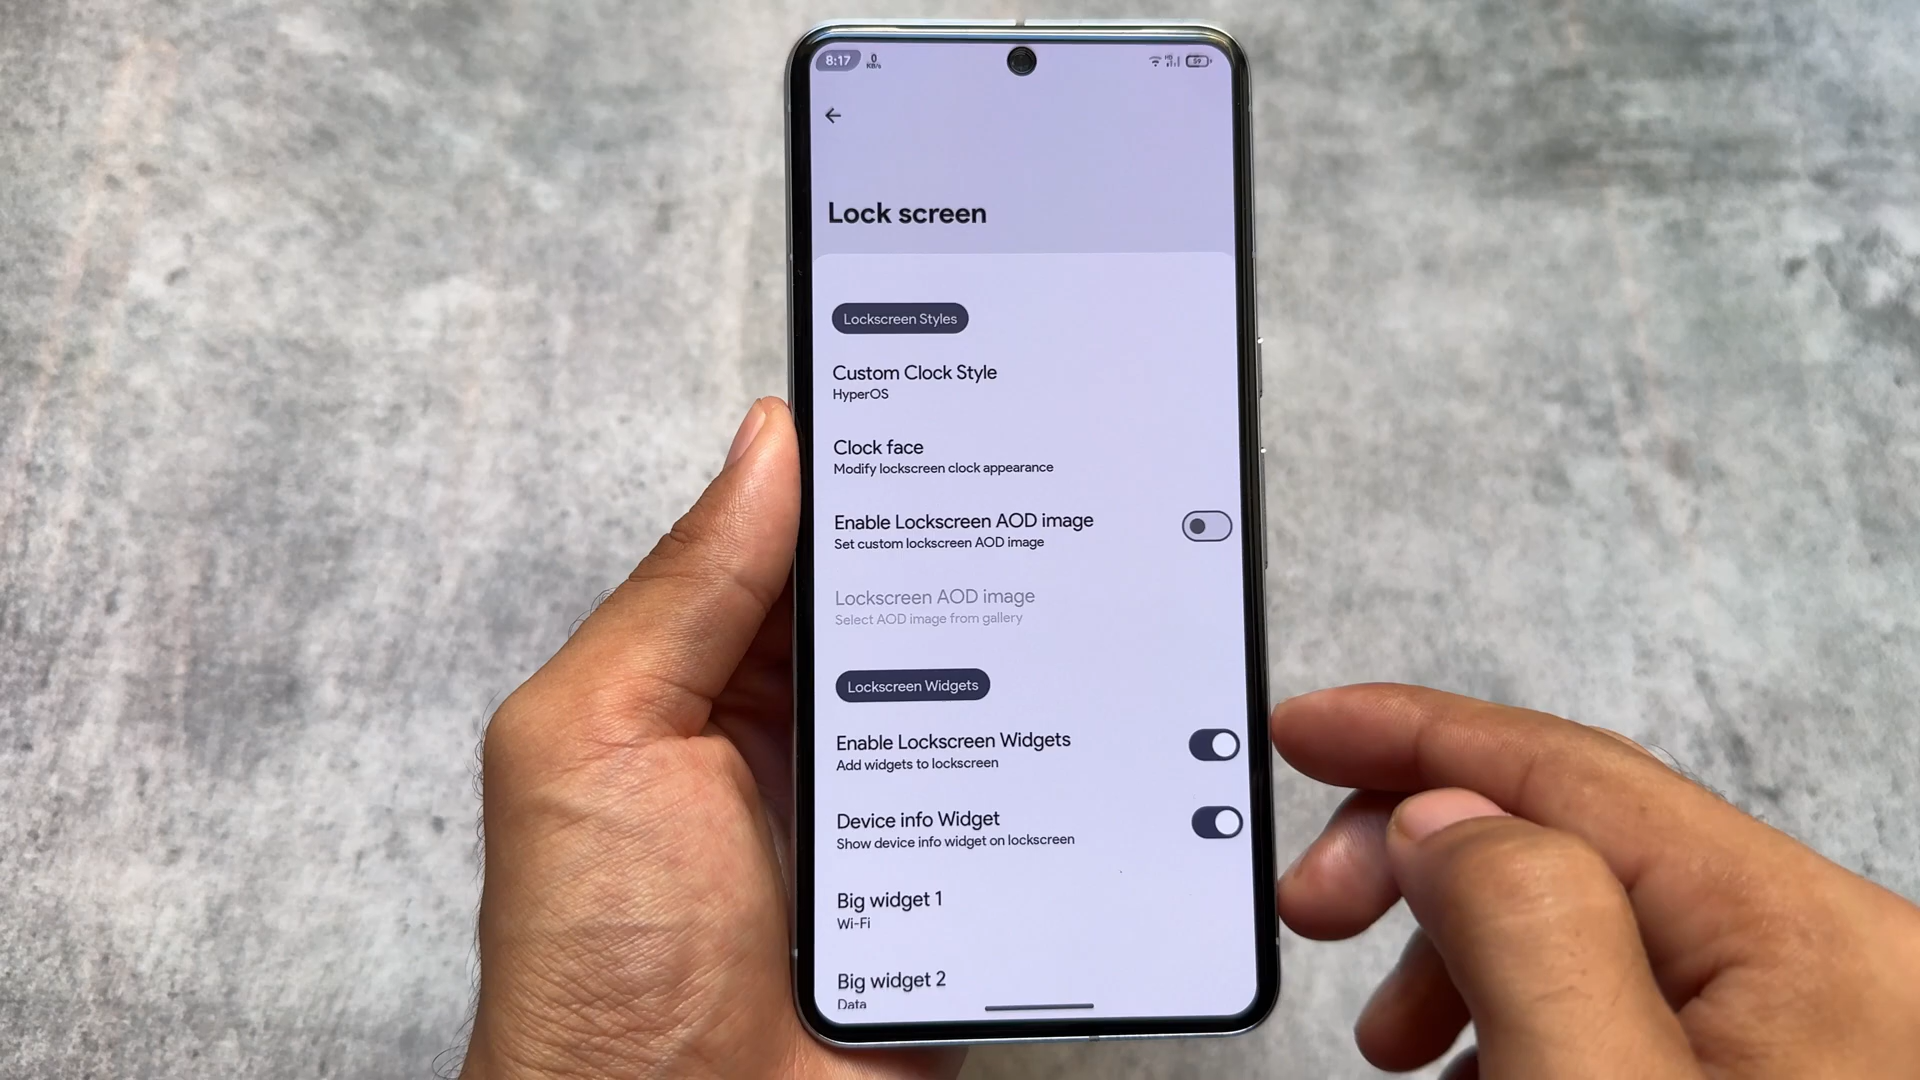 8:17
0
KB/s
59
Lock screen
Lockscreen Styles
Custom Clock Style
HyperOS
Clock face
Modify lockscreen clock appearance
Enable Lockscreen AOD image
Set custom lockscreen AOD image
Lockscreen AOD image
Select AOD image from gallery
Lockscreen Widgets
Enable Lockscreen Widgets
Add widgets to lockscreen
Device info Widget
Show device info widget on lockscreen
Big widget 1
Wi-Fi
Big widget 2
Data